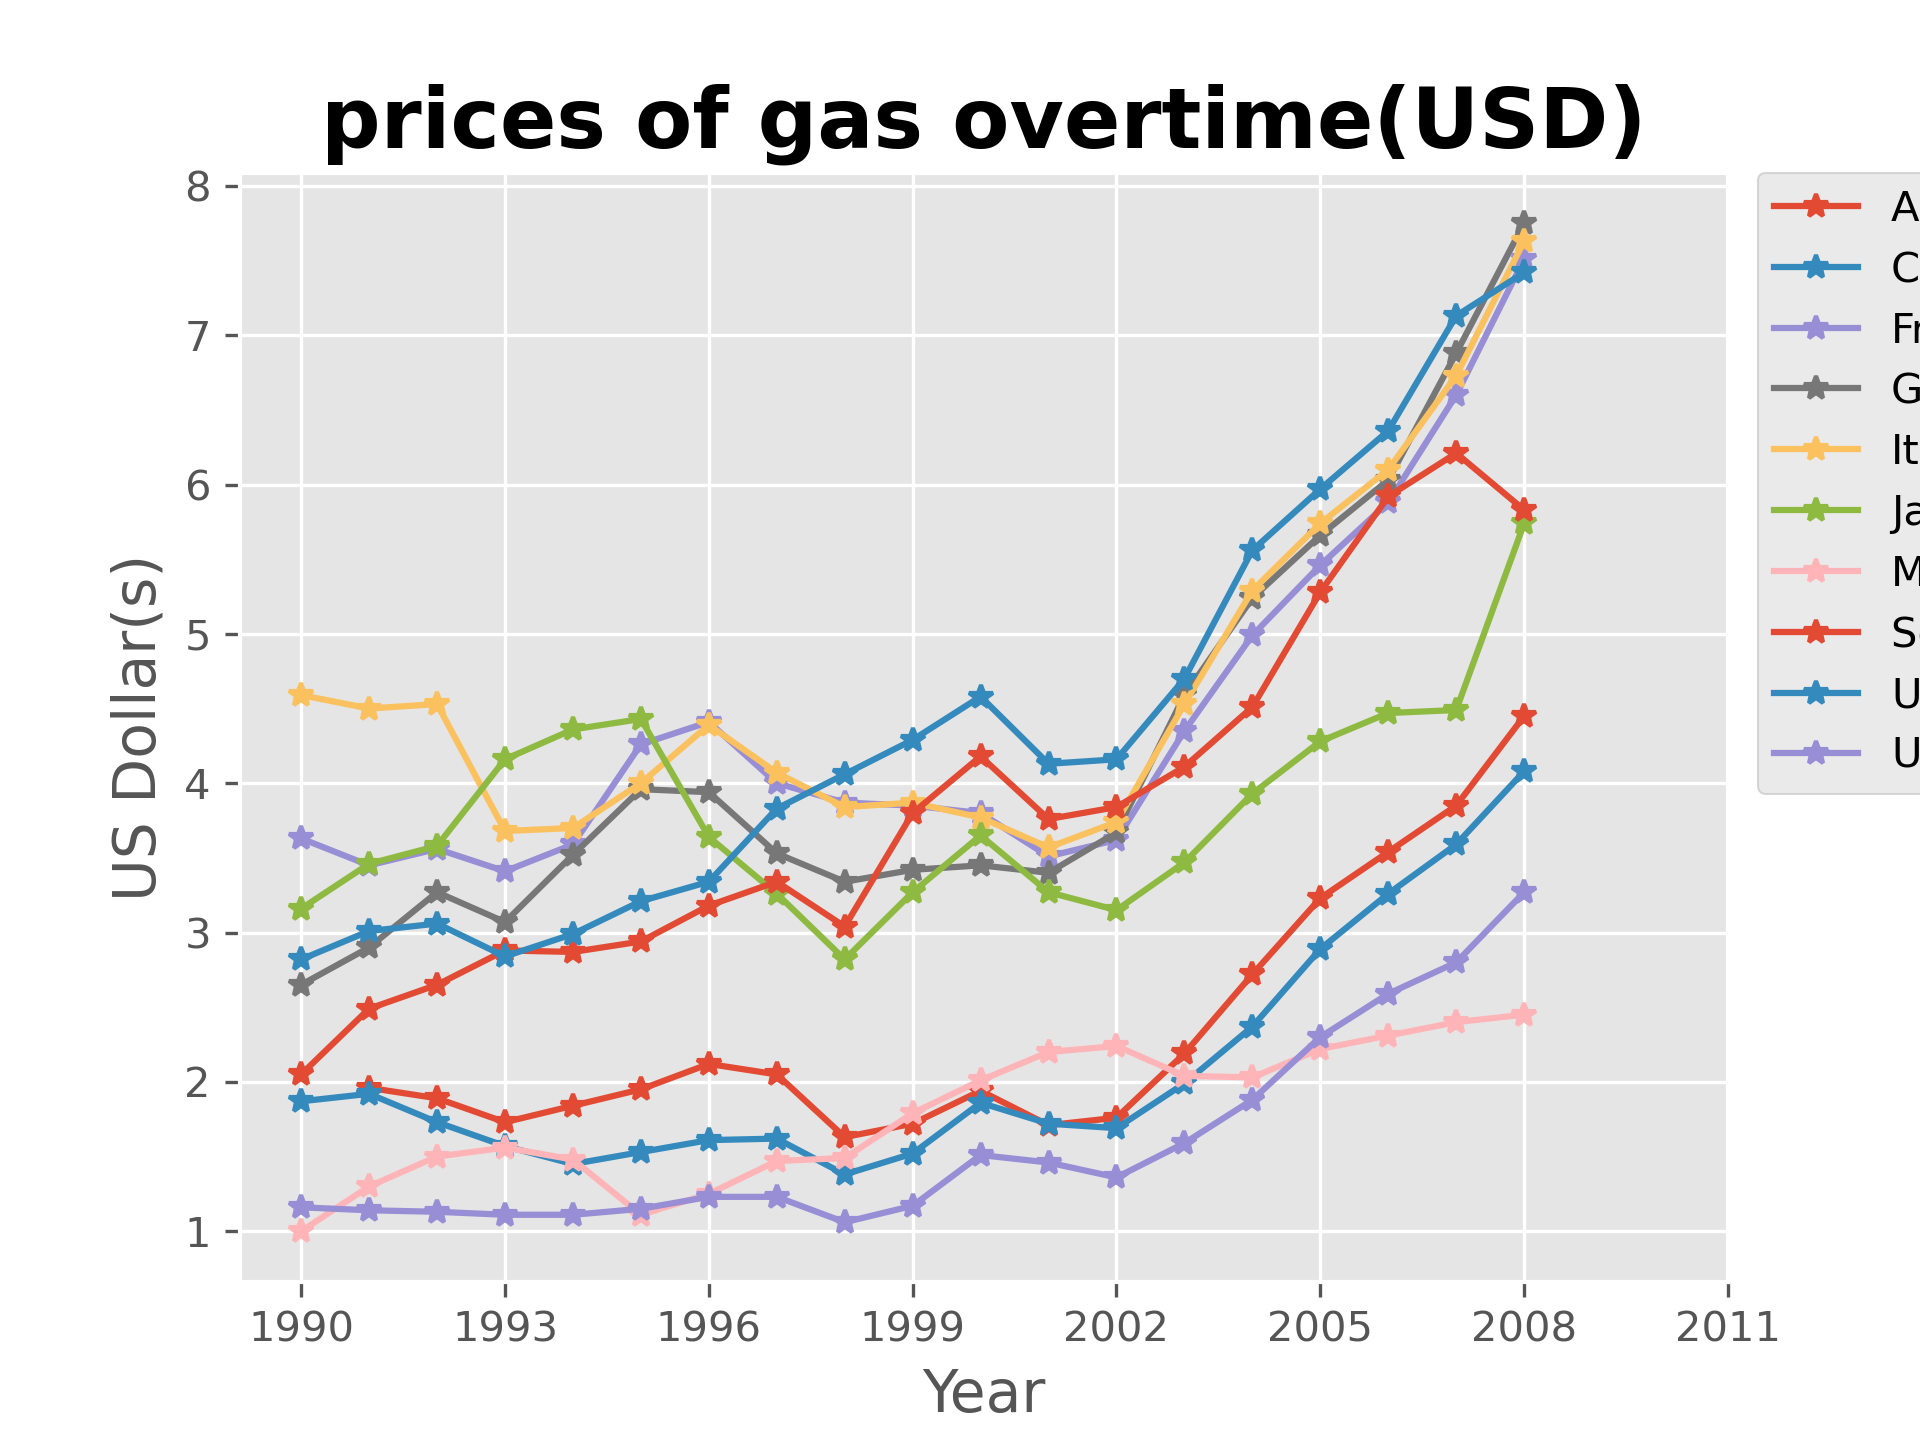 prices of gas overtime(USD)
8
7
6
5
4
3
2
1
US Dollar(s)
1990 1993 1996 1999 2002 2005 2008 2011
Year
A
C
Fr
G
It
Ja
M
S
U
U